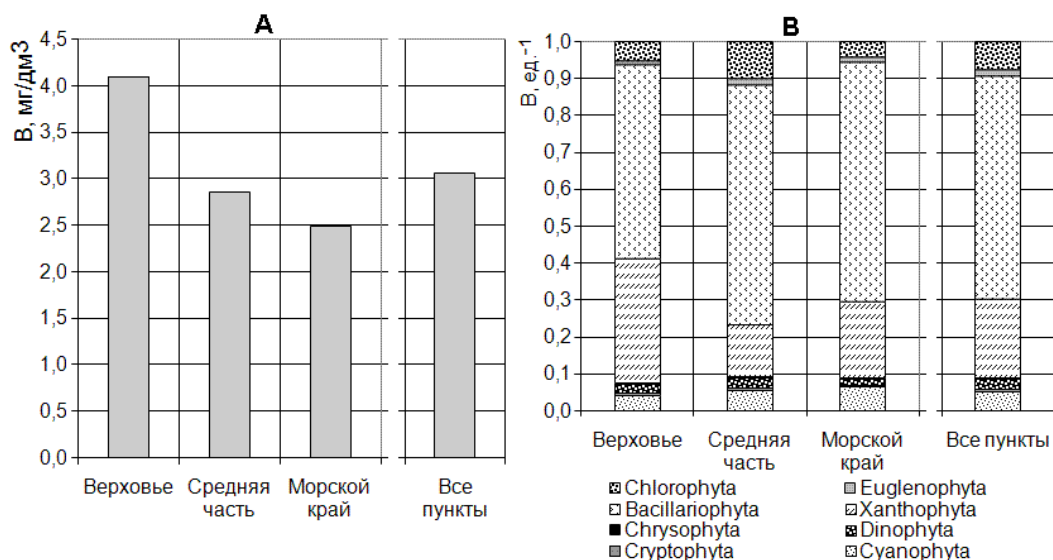 А
В, мг/дм3
4,5
4,0
3,5
3,0
2,5
2,0
1,5
1,0
0,5
0,0
Верховье
Средняя часть
Морской край
Все пункты
В
В, ед.-1
1,0
0,9
0,8
0,7
0,6
0,5
0,4
0,3
0,2
0,1
0,0
Верховье
Средняя часть
Морской край
Все пункты
Chlorophyta
Euglenophyta
Bacillariophyta
Xanthophyta
Chrysophyta
Dinophyta
Cryptophyta
Cyanophyta